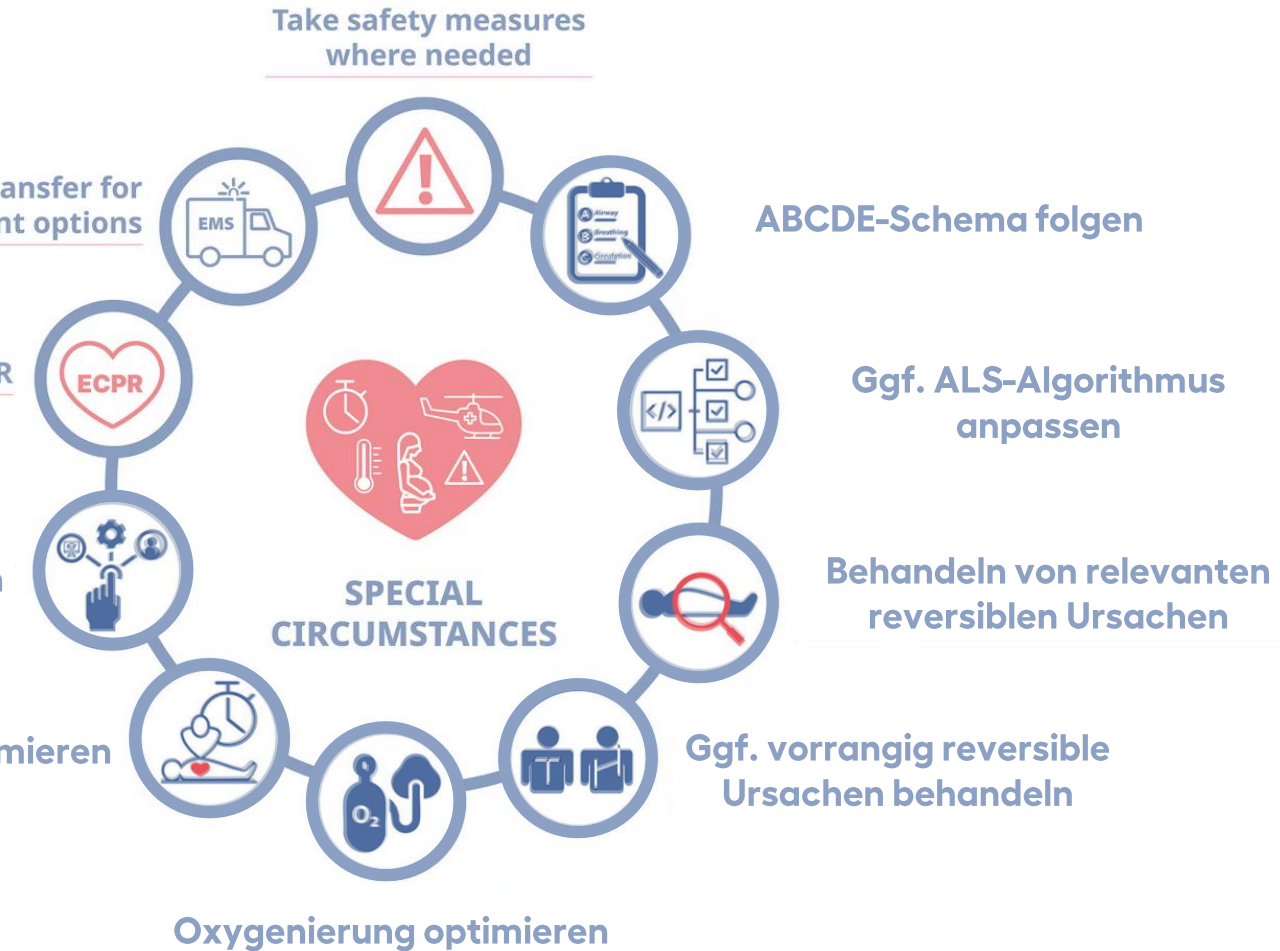 Take safety measures
where needed
ansfer for
nt options
EMS
A Airway
B Breathing
C Circulation
ABCDE-Schema folgen
R
ECPR
</>
Ggf. ALS-Algorithmus
anpassen
n
SPECIAL
CIRCUMSTANCES
Behandeln von relevanten
reversiblen Ursachen
mieren
Ggf. vorrangig reversible
Ursachen behandeln
O₂
Oxygenierung optimieren